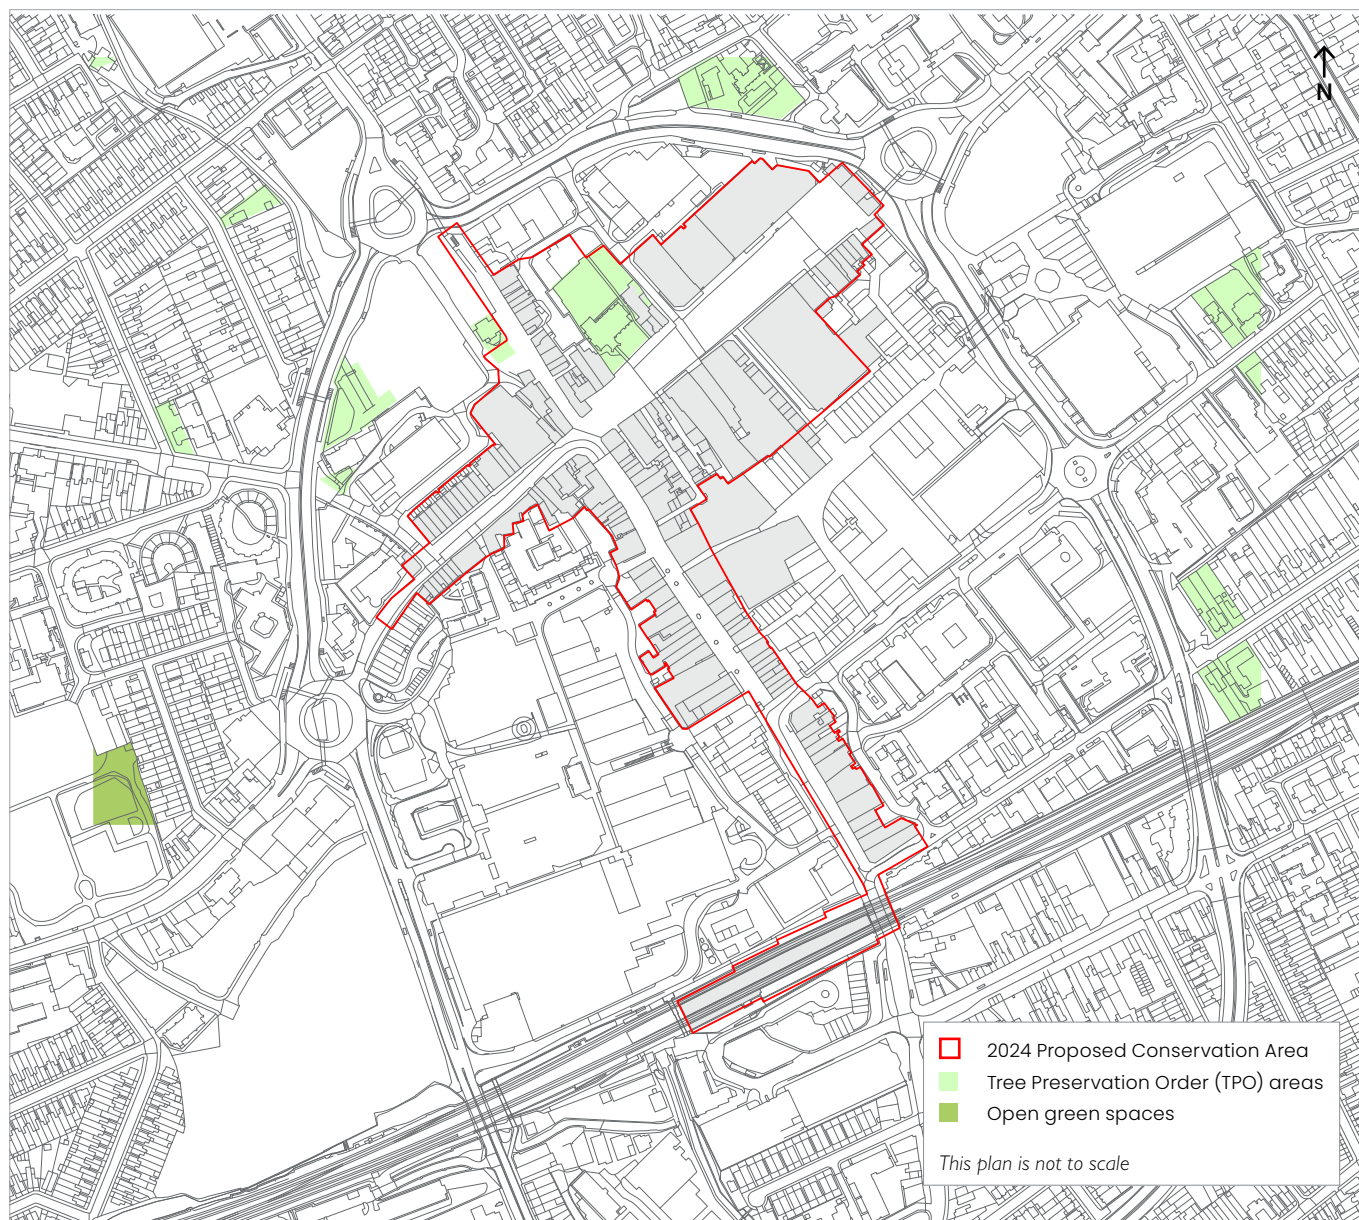 N
2024 Proposed Conservation Area
Tree Preservation Order (TPO) areas
Open green spaces
This plan is not to scale